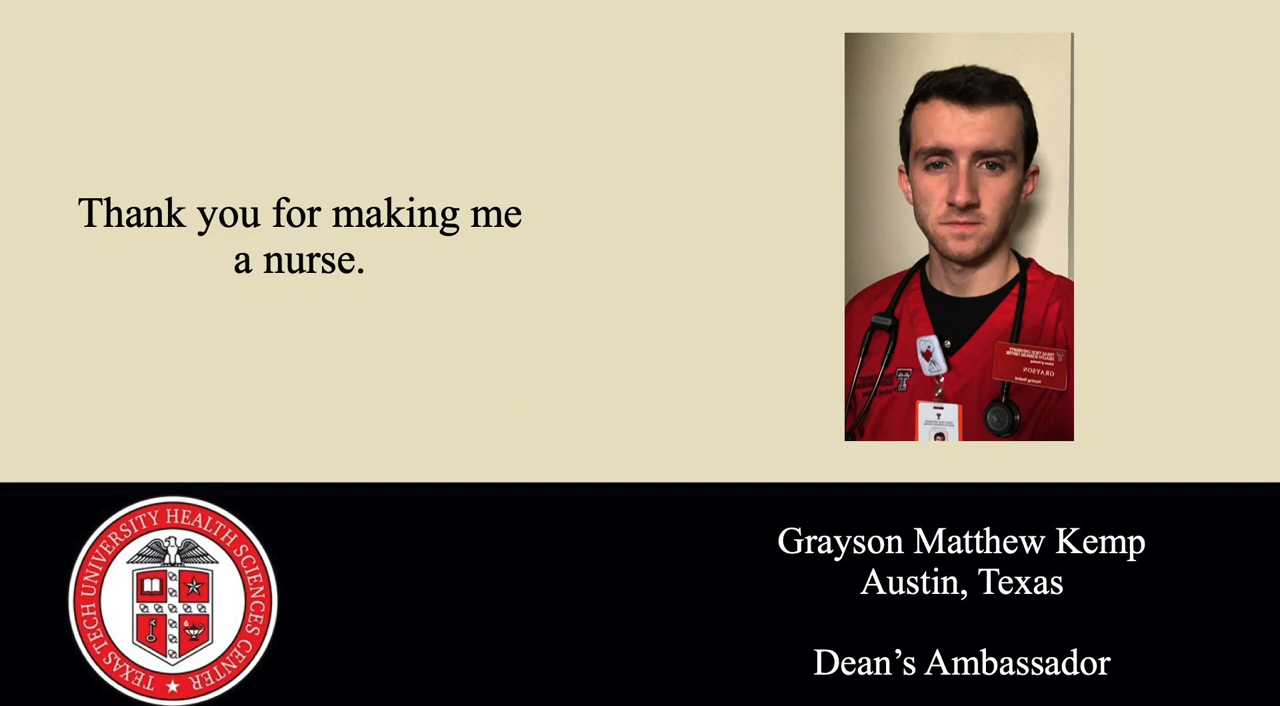 Thank you for making me
a nurse.
GRAYSON
TEXAS TECH UNIVERSITY HEALTH SCIENCES CENTER
Grayson Matthew Kemp
Austin, Texas
Dean’s Ambassador